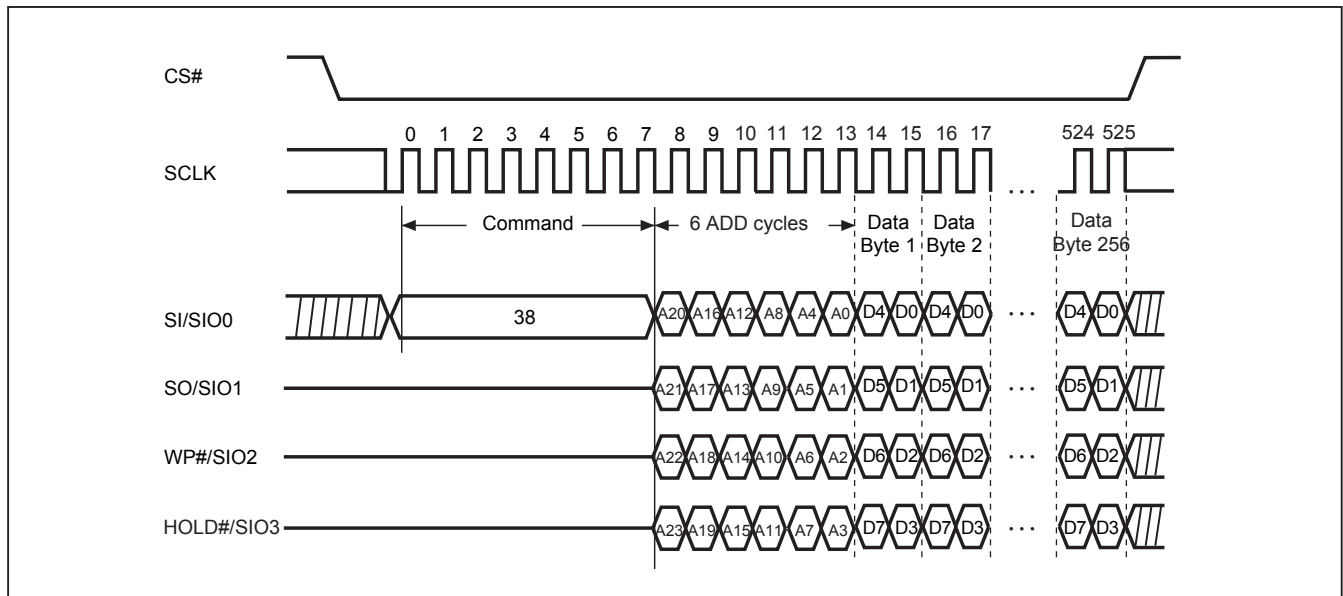 CS#
0 1 2 3 4 5 6 7 8 9 10 11 12 13 14 15 16 17 524 525
SCLK
...
Command 6 ADD cycles Data Data Data
Byte 1 Byte 2 Byte 256
SI/SIO0 38 A20 A16 A12 A8 A4 A0 D4 D0 D4 D0 ... D4 D0
SO/SIO1 A21 A17 A13 A9 A5 A1 D5 D1 D5 D1 ... D5 D1
WP#/SIO2 A22 A18 A14 A10 A6 A2 D6 D2 D6 D2 ... D6 D2
HOLD#/SIO3 A23 A19 A15 A11 A7 A3 D7 D3 D7 D3 ... D7 D3